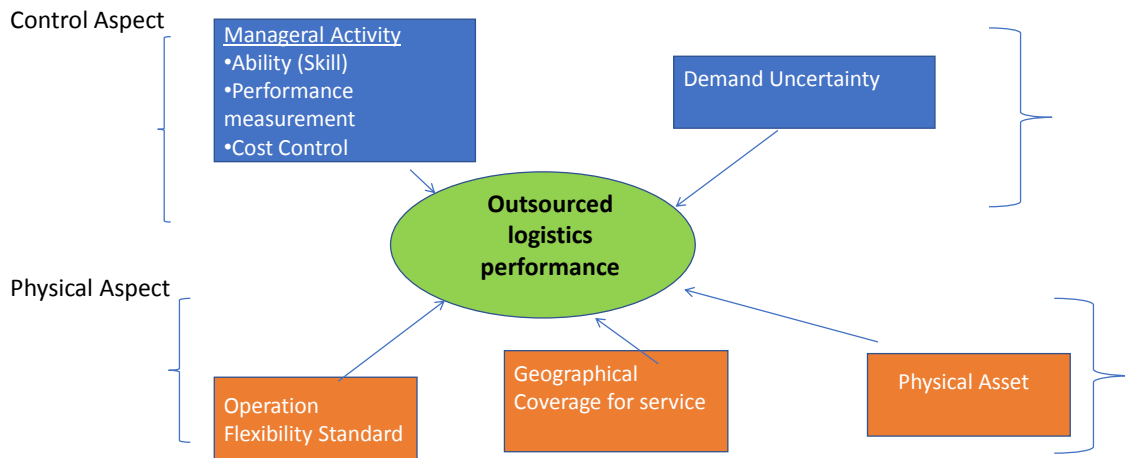 Control Aspect
Manageral Activity
•Ability (Skill)
•Performance
measurement
•Cost Control
Demand Uncertainty
Outsourced
logistics
performance
Physical Aspect
Operation
Flexibility Standard
Geographical
Coverage for service
Physical Asset